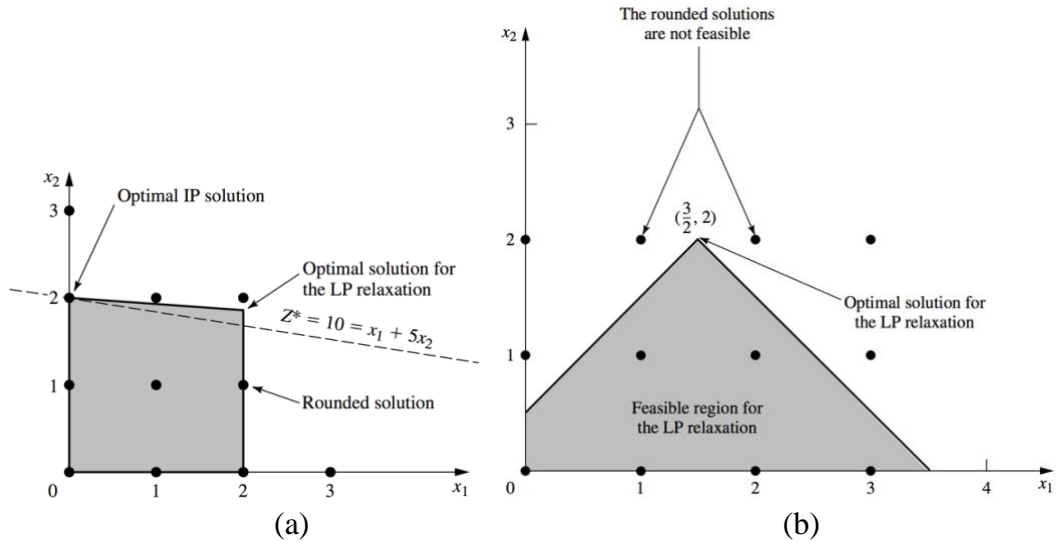 x₂
3
2
1
0
1
2
3
x₁
Optimal IP solution
Optimal solution for
the LP relaxation
Z* = 10 = x₁ + 5x₂
Rounded solution
(a)
The rounded solutions
are not feasible
x₂
3
2
1
0
1
2
3
4
x₁
(3/2, 2)
Optimal solution for
the LP relaxation
Feasible region for
the LP relaxation
(b)